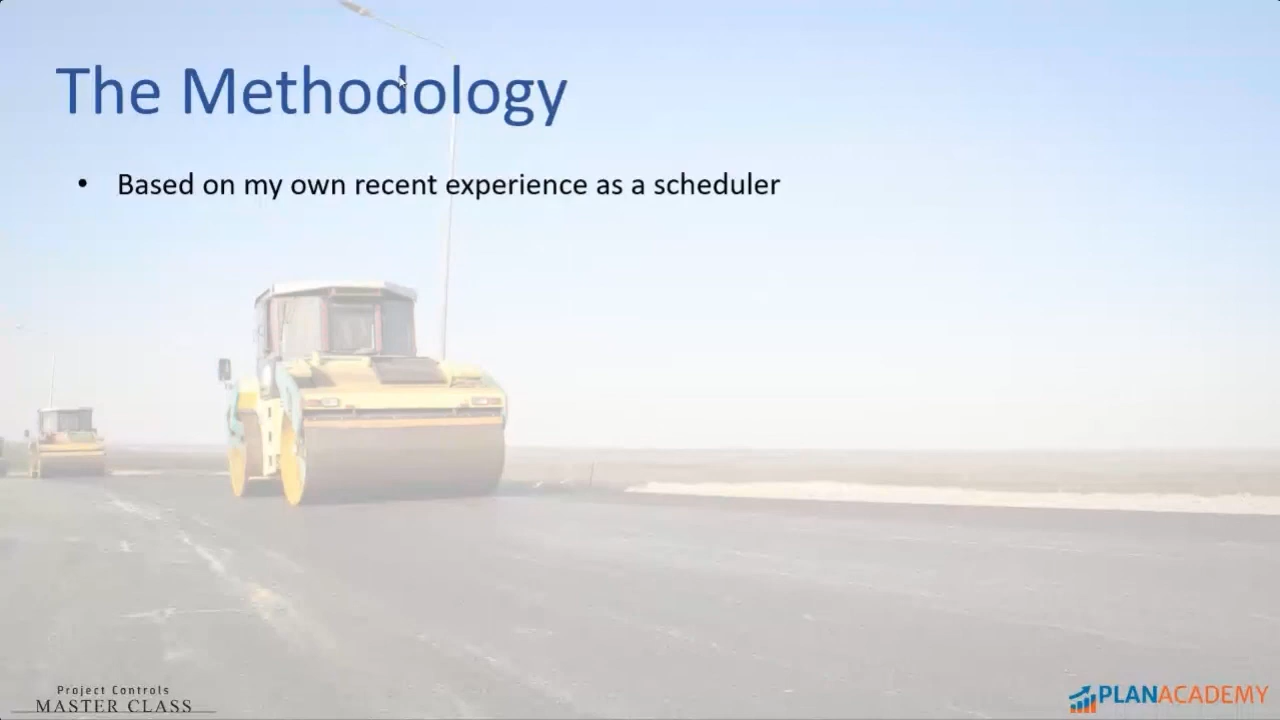 The Methodology
• Based on my own recent experience as a scheduler
Project Controls
MASTER CLASS
PLANACADEMY